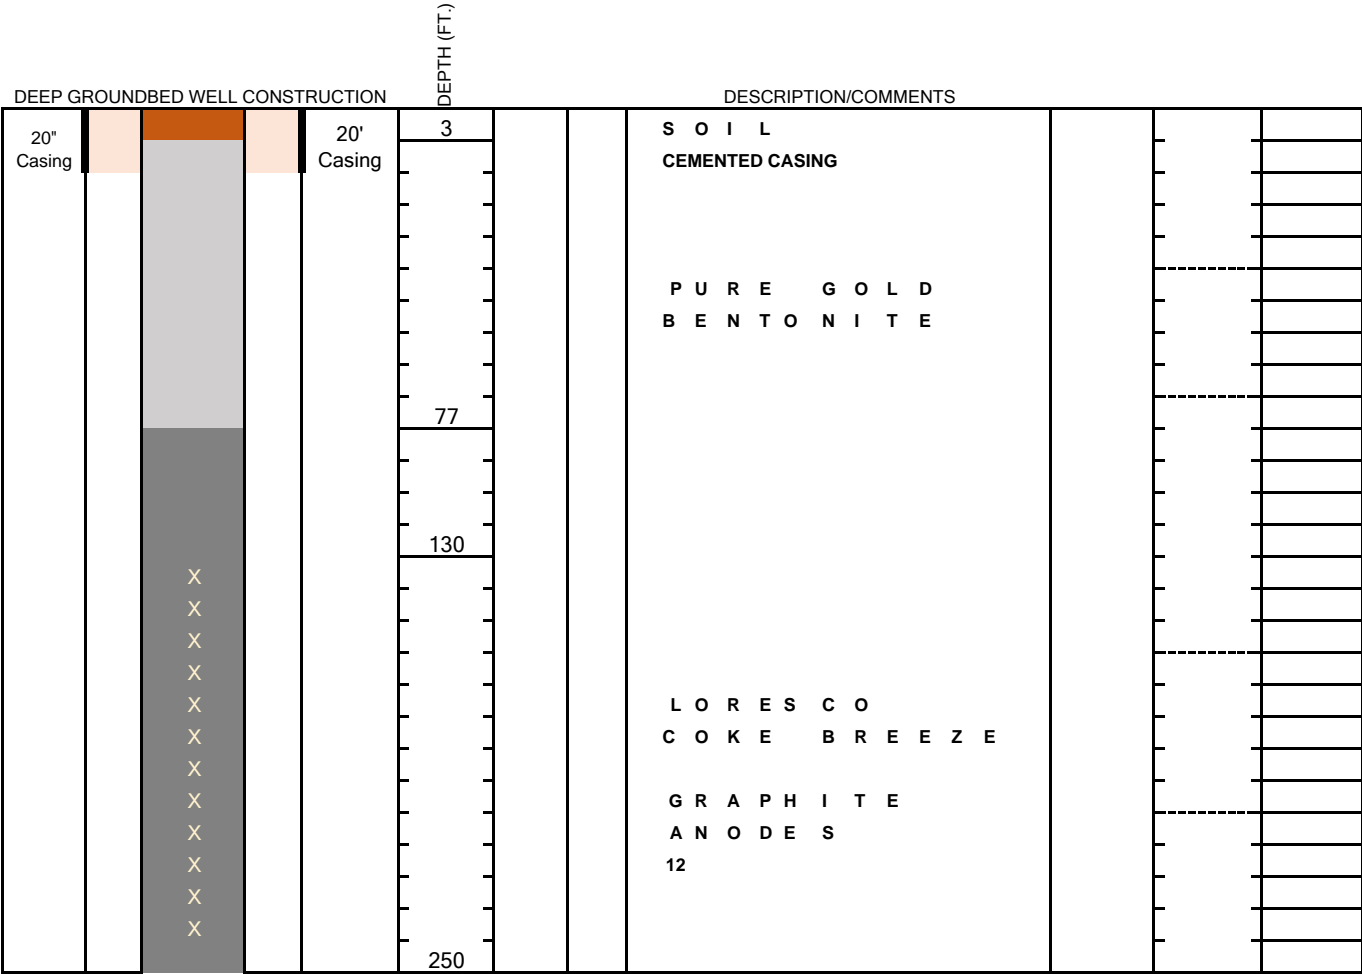 DEPTH (FT.)
DEEP GROUNDBED WELL CONSTRUCTION
DESCRIPTION/COMMENTS
20"
Casing
20'
Casing
3
SOIL
CEMENTED CASING
PURE GOLD
BENTONITE
77
130
X
X
X
X
X
LORESCO
X
COKE BREEZE
X
X
GRAPHITE
X
ANODES
X
12
X
X
250